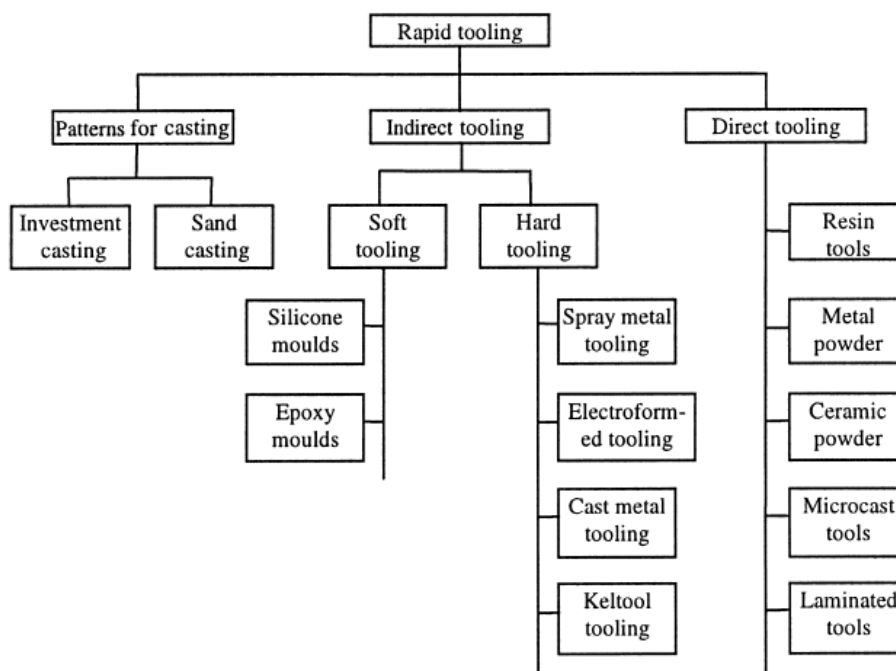 Rapid tooling
Patterns for casting
Indirect tooling
Direct tooling
Investment
casting
Sand
casting
Soft
tooling
Hard
tooling
Resin
tools
Silicone
moulds
Spray metal
tooling
Metal
powder
Epoxy
moulds
Electroform-
ed tooling
Ceramic
powder
Cast metal
tooling
Microcast
tools
Keltool
tooling
Laminated
tools